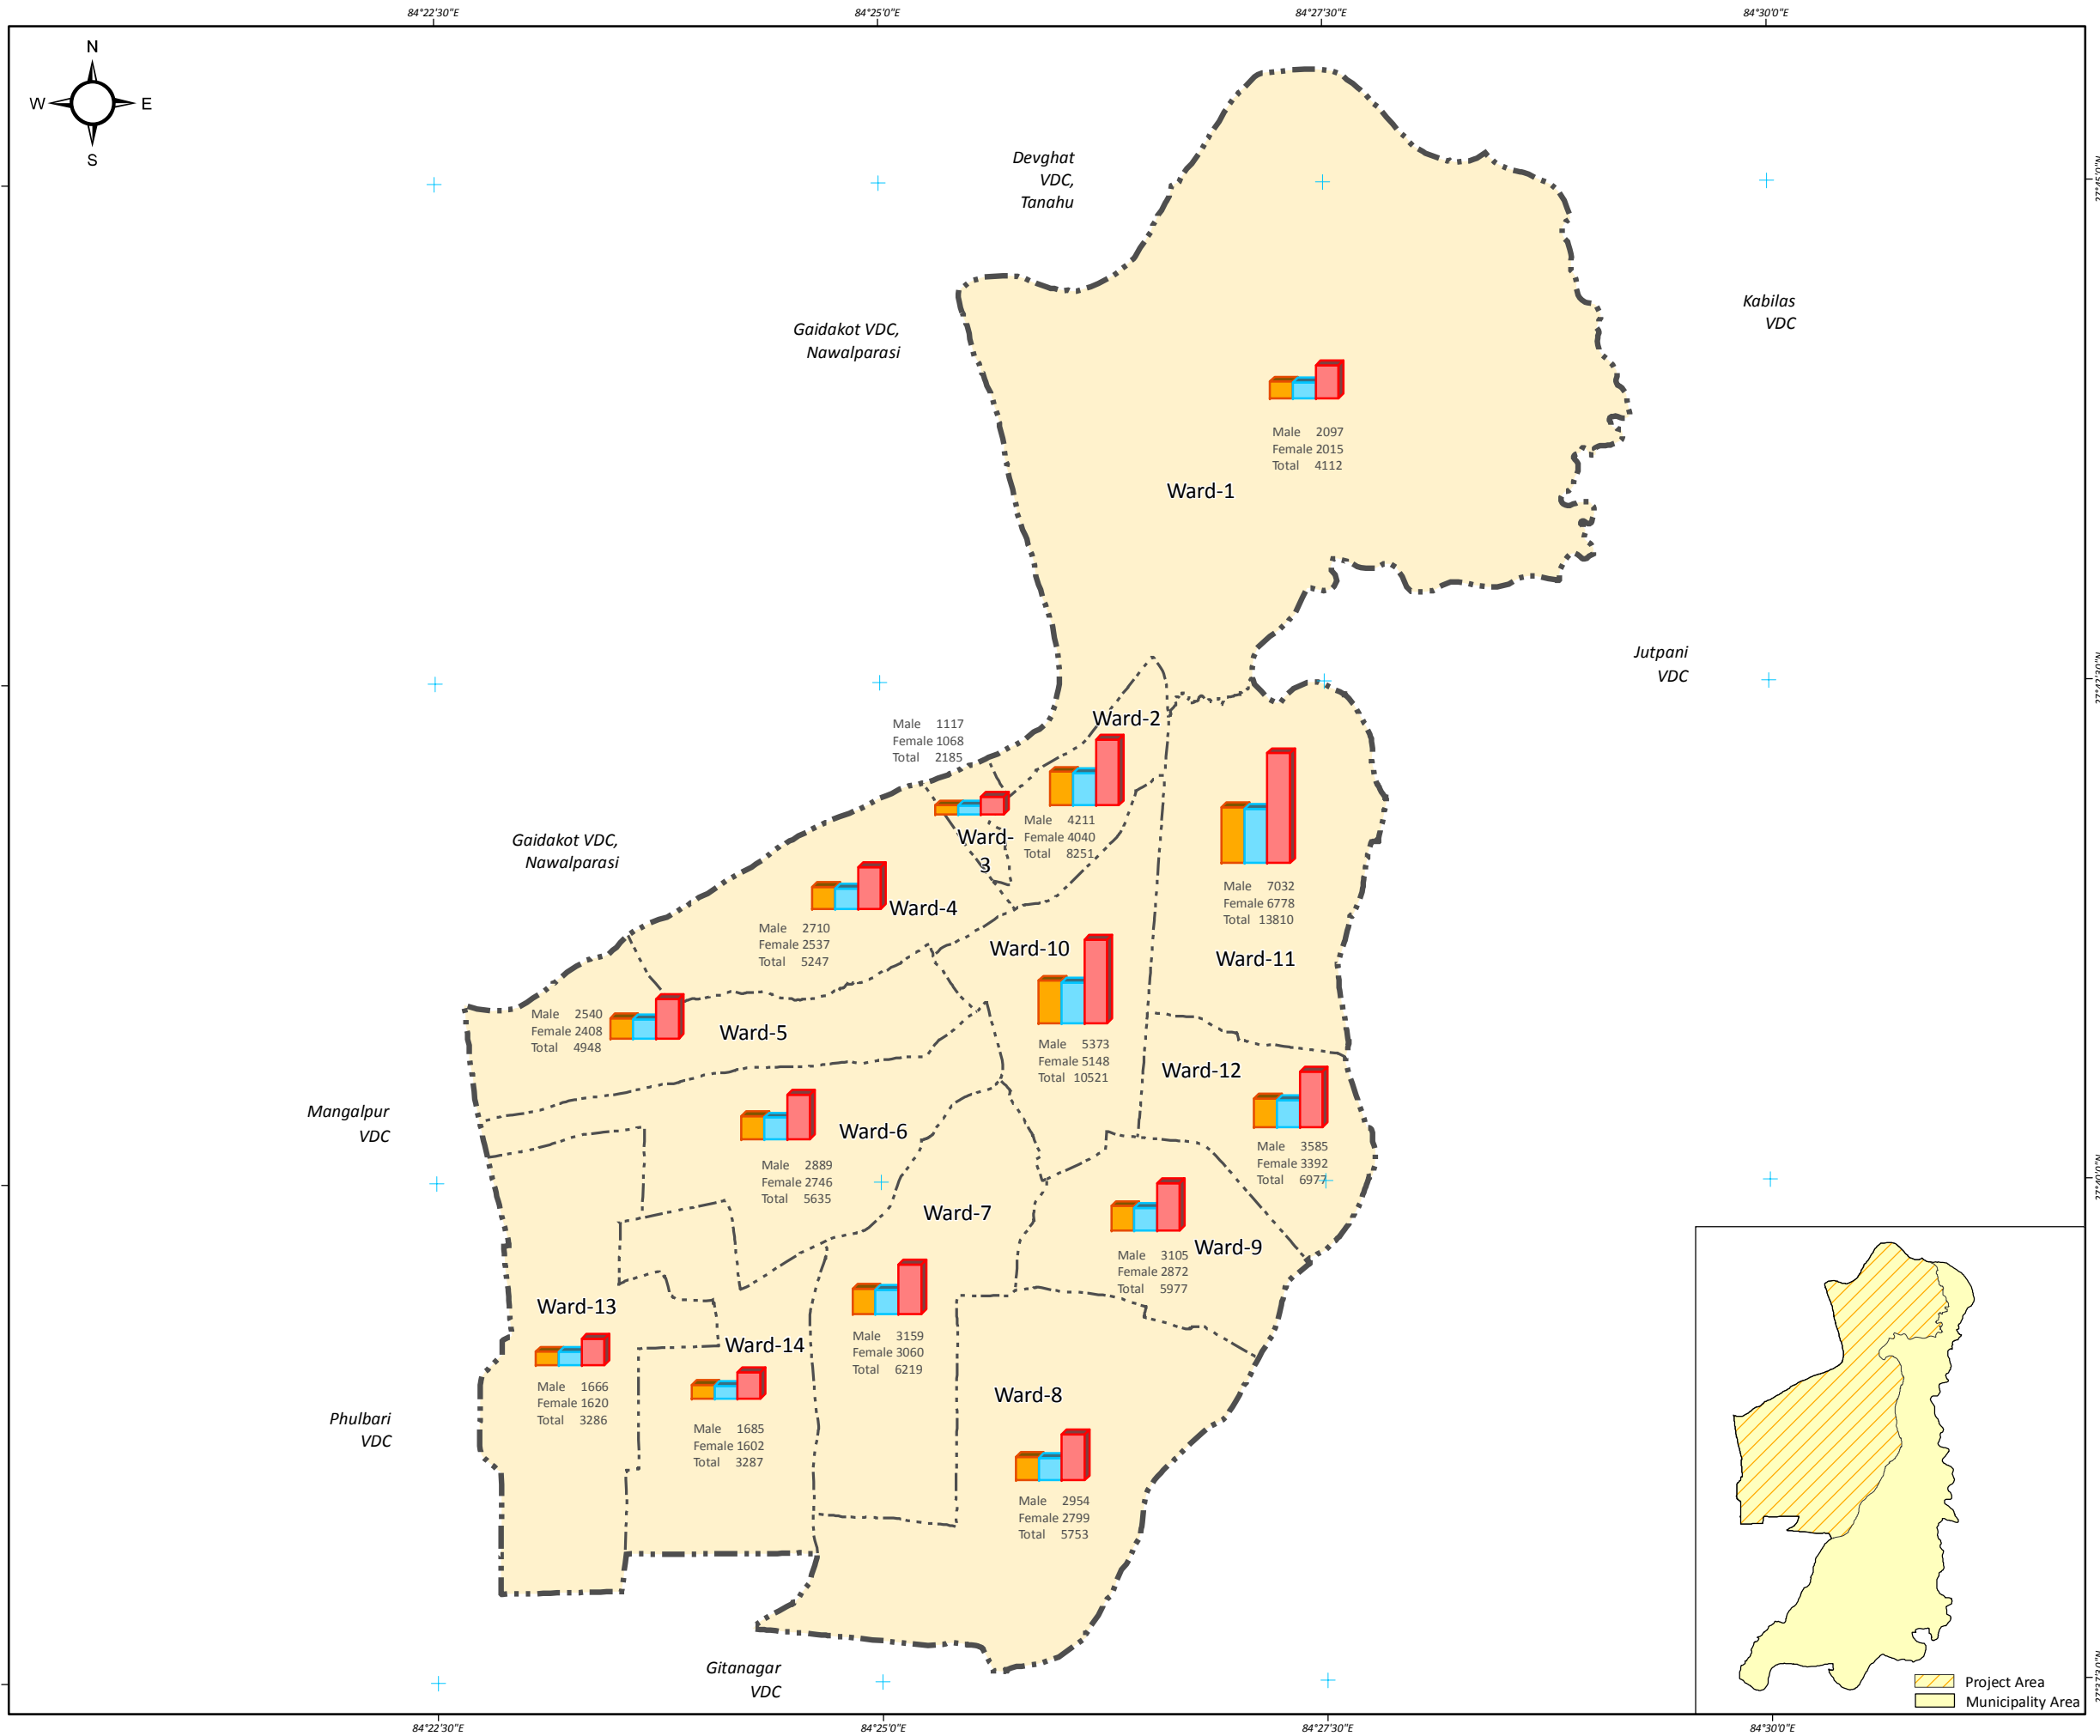 84°22'30"E
84°25'0"E
84°27'30"E
84°30'0"E
N
W
E
S
27°45'0"N
Devghat
VDC,
Tanahu
Gaidakot VDC,
Nawalparasi
Kabilas
VDC
Male 2097
Female 2015
Total 4112
Ward-1
Jutpani
VDC
Male 1117
Female 1068
Total 2185
Ward-2
Ward-
3
Male 4211
Female 4040
Total 8251
Gaidakot VDC,
Nawalparasi
Male 7032
Female 6778
Total 13810
Ward-11
Ward-4
Male 2710
Female 2537
Total 5247
Ward-10
Male 5373
Female 5148
Total 10521
Male 2540
Female 2408
Total 4948
Ward-5
Ward-12
Male 3585
Female 3392
Total 6977
Mangalpur
VDC
Ward-6
Male 2889
Female 2746
Total 5635
27°40'0"N
Ward-7
Ward-9
Male 3105
Female 2872
Total 5977
Ward-13
Male 1666
Female 1620
Total 3286
Ward-14
Male 1685
Female 1602
Total 3287
Male 3159
Female 3060
Total 6219
Ward-8
Male 2954
Female 2799
Total 5753
Phulbari
VDC
Gitanagar
VDC
Project Area
Municipality Area
84°22'30"E
84°25'0"E
84°27'30"E
84°30'0"E